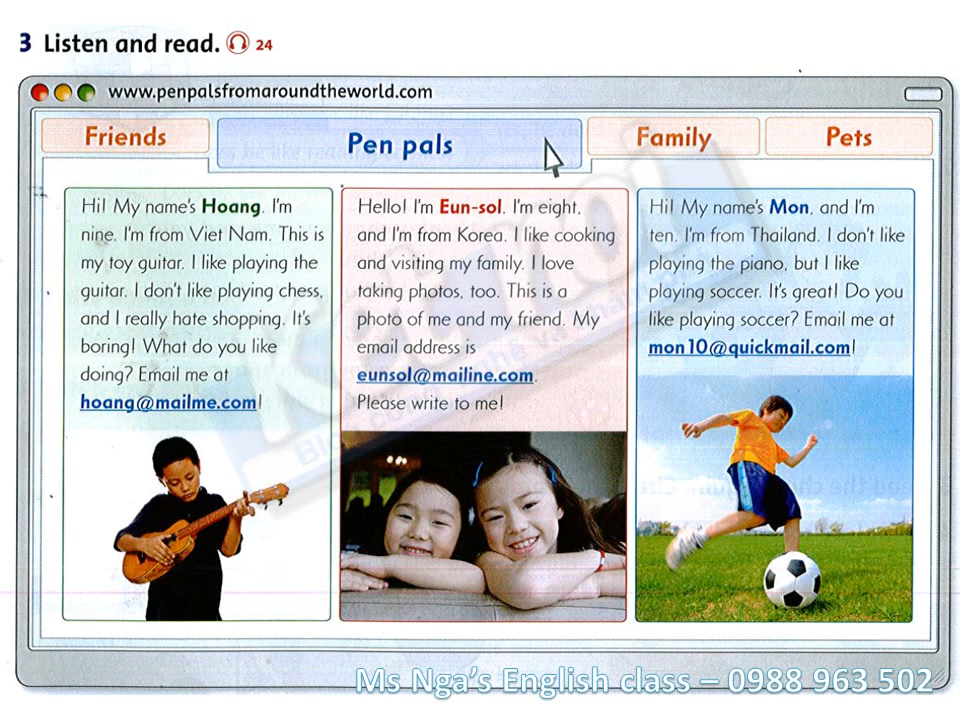 3 Listen and read. 24
www.penpalsfromaroundtheworld.com
Friends
Pen pals
Family
Pets
Hi! My name's Hoang. I'm
nine. I'm from Viet Nam. This is
my toy guitar. I like playing the
guitar. I don't like playing chess,
and I really hate shopping. It's
boring! What do you like
doing? Email me at
hoang@mailme.com!
Hello! I'm Eun-sol. I'm eight,
and I'm from Korea. I like cooking
and visiting my family. I love
taking photos, too. This is a
photo of me and my friend. My
email address is
eunsol@mailine.com.
Please write to me!
Hi! My name's Mon, and I'm
ten. I'm from Thailand. I don't like
playing the piano, but I like
playing soccer. It's great! Do you
like playing soccer? Email me at
mon10@quickmail.com!
Ms Nga's English class – 0988 963 502